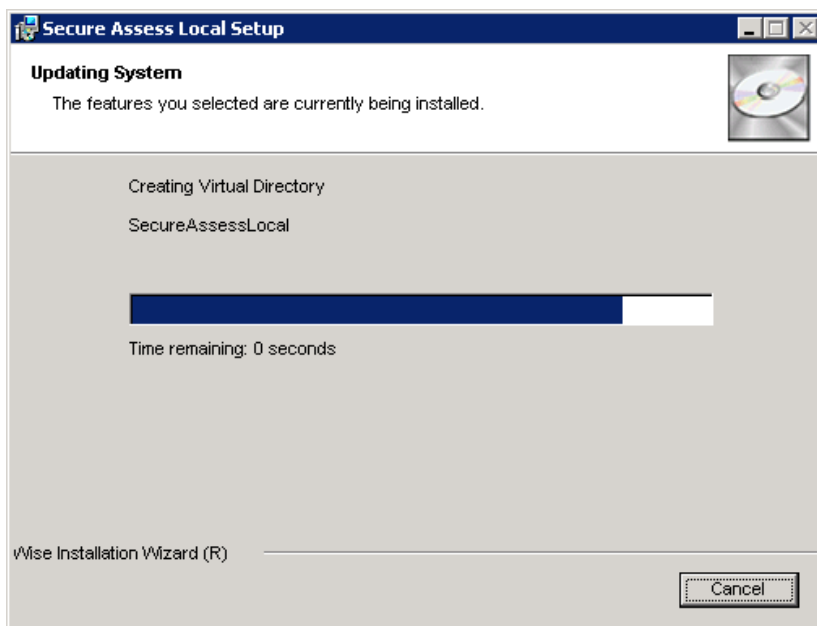 Secure Assess Local Setup
Updating System
The features you selected are currently being installed.
Creating Virtual Directory
SecureAssessLocal
Time remaining: 0 seconds
Wise Installation Wizard (R)
Cancel